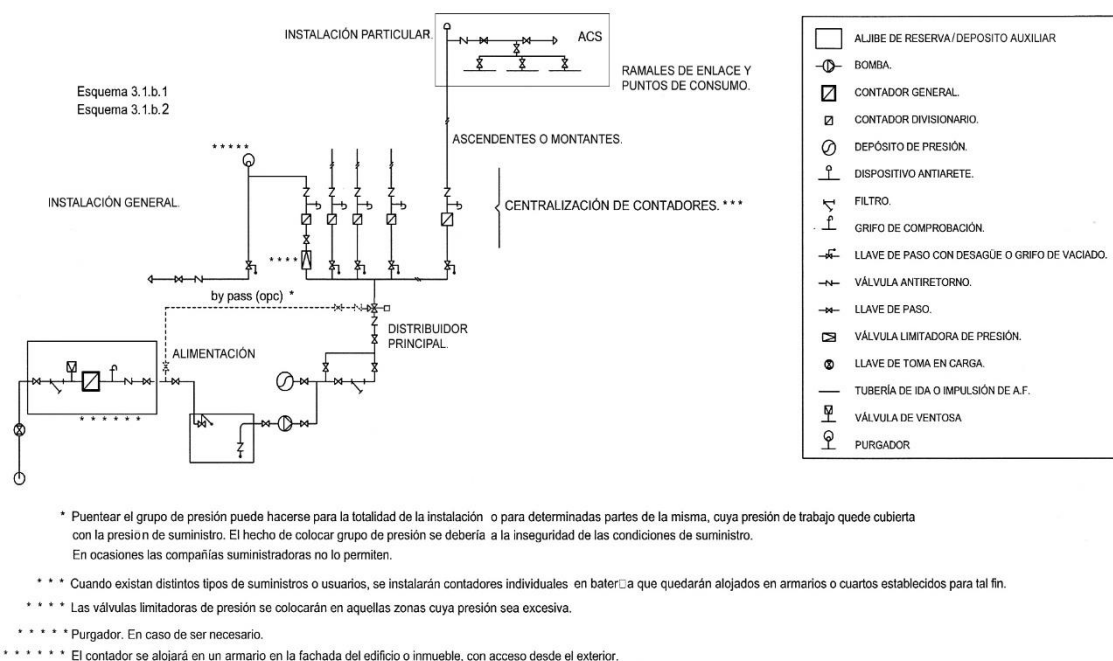 INSTALACIÓN PARTICULAR.
ACS
RAMALES DE ENLACE Y
PUNTOS DE CONSUMO.
Esquema 3.1.b.1
Esquema 3.1.b.2
ASCENDENTES O MONTANTES.
* * * * *
INSTALACIÓN GENERAL.
CENTRALIZACIÓN DE CONTADORES. * * *
* * * *
by pass (opc) *
DISTRIBUIDOR
PRINCIPAL.
ALIMENTACIÓN
* * * * * *
ALJIBE DE RESERVA/DEPOSITO AUXILIAR
BOMBA.
CONTADOR GENERAL.
CONTADOR DIVISIONARIO.
DEPÓSITO DE PRESIÓN.
DISPOSITIVO ANTIARETE.
FILTRO.
GRIFO DE COMPROBACIÓN.
LLAVE DE PASO CON DESAGÜE O GRIFO DE VACIADO.
VÁLVULA ANTIRETORNO.
LLAVE DE PASO.
VÁLVULA LIMITADORA DE PRESIÓN.
LLAVE DE TOMA EN CARGA.
TUBERÍA DE IDA O IMPULSIÓN DE A.F.
VÁLVULA DE VENTOSA
PURGADOR
* Puentear el grupo de presión puede hacerse para la totalidad de la instalación o para determinadas partes de la misma, cuya presión de trabajo quede cubierta
con la presion de suministro. El hecho de colocar grupo de presión se debería a la inseguridad de las condiciones de suministro.
En ocasiones las compañías suministradoras no lo permiten.
* * * Cuando existan distintos tipos de suministros o usuarios, se instalarán contadores individuales en bater□a que quedarán alojados en armarios o cuartos establecidos para tal fin.
* * * * Las válvulas limitadoras de presión se colocarán en aquellas zonas cuya presión sea excesiva.
* * * * * Purgador. En caso de ser necesario.
* * * * * * El contador se alojará en un armario en la fachada del edificio o inmueble, con acceso desde el exterior.